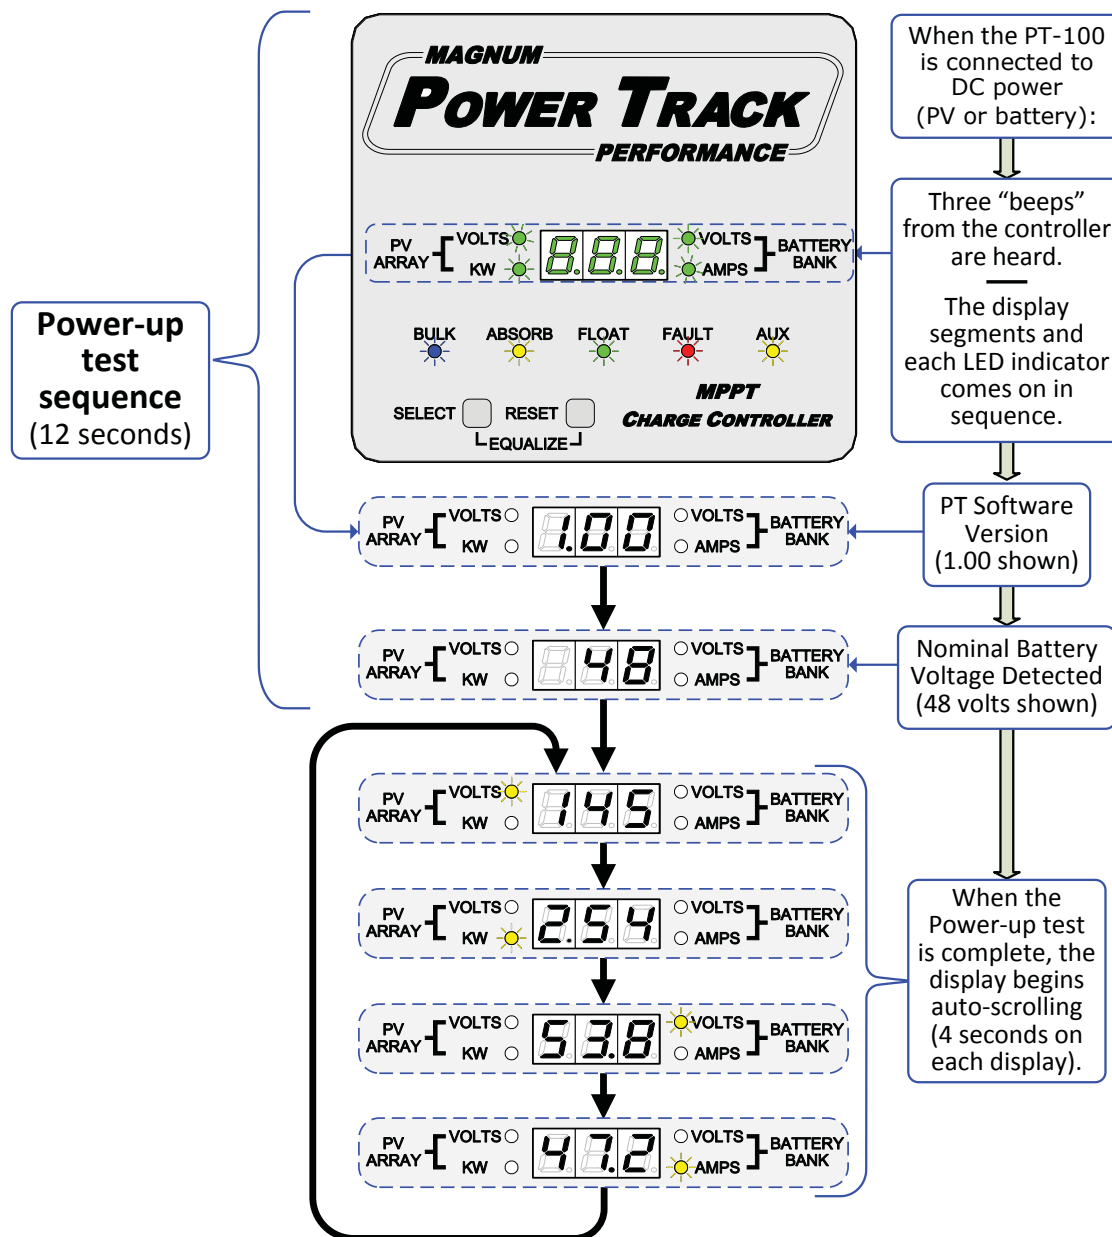 MAGNUM
POWER TRACK
PERFORMANCE
PV
ARRAY
VOLTS
KW
8.8.8.
VOLTS
AMPS
BATTERY
BANK
BULK
ABSORB
FLOAT
FAULT
AUX
SELECT
RESET
EQUALIZE
MPPT
CHARGE CONTROLLER
Power-up
test
sequence
(12 seconds)
When the PT-100
is connected to
DC power
(PV or battery):
Three “beeps”
from the controller
are heard.
The display
segments and
each LED indicator
comes on in
sequence.
PV
ARRAY
VOLTS
KW
1.00
VOLTS
AMPS
BATTERY
BANK
PT Software
Version
(1.00 shown)
PV
ARRAY
VOLTS
KW
48
VOLTS
AMPS
BATTERY
BANK
Nominal Battery
Voltage Detected
(48 volts shown)
PV
ARRAY
VOLTS
KW
145
VOLTS
AMPS
BATTERY
BANK
PV
ARRAY
VOLTS
KW
2.54
VOLTS
AMPS
BATTERY
BANK
PV
ARRAY
VOLTS
KW
53.8
VOLTS
AMPS
BATTERY
BANK
PV
ARRAY
VOLTS
KW
47.2
VOLTS
AMPS
BATTERY
BANK
When the
Power-up test
is complete, the
display begins
auto-scrolling
(4 seconds on
each display).